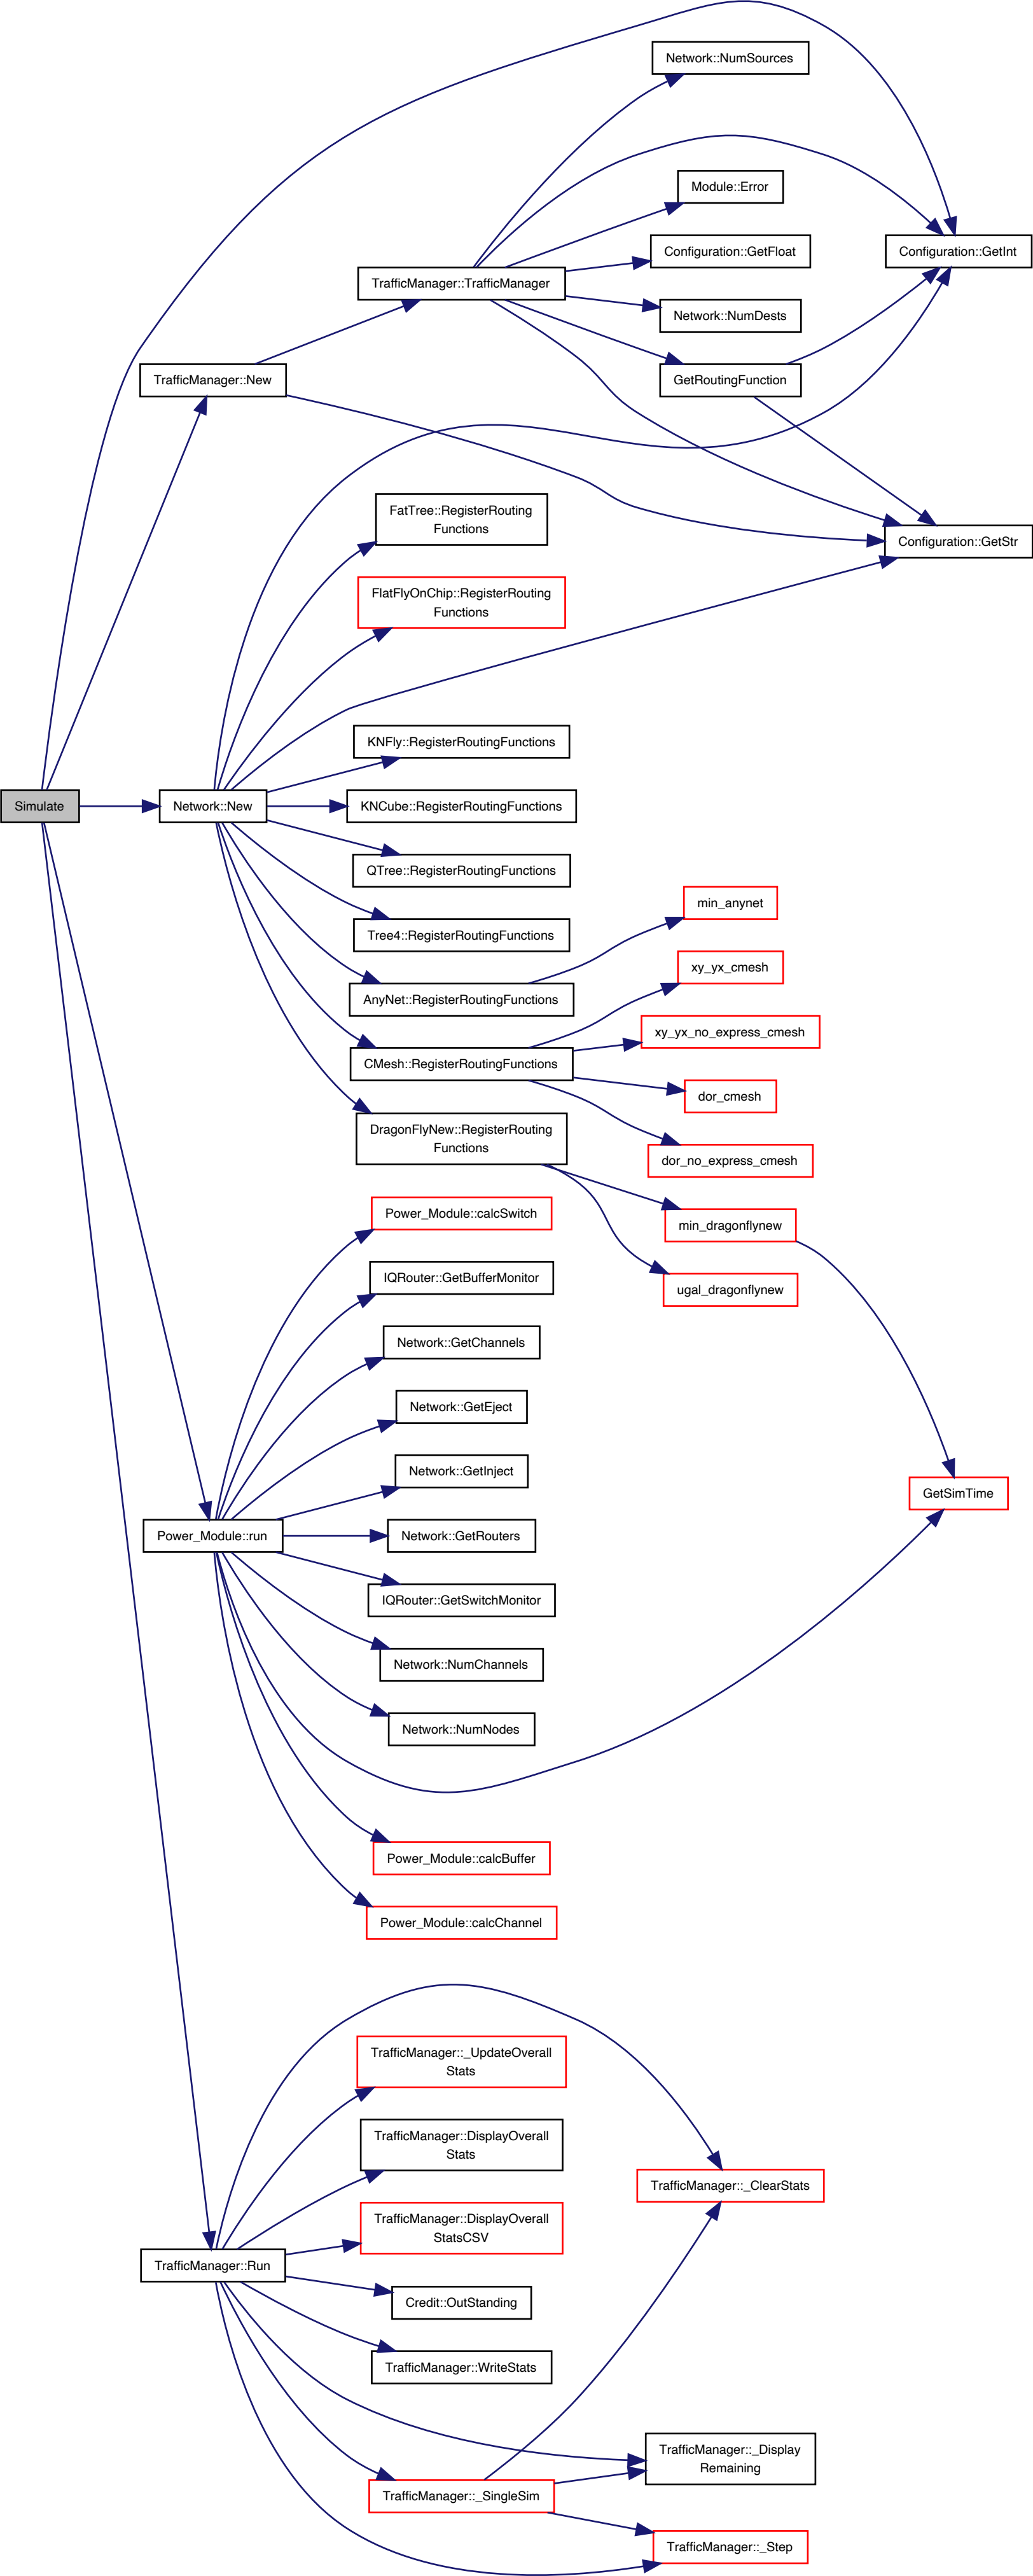 Network::NumSources
Module::Error
Configuration::GetInt
Configuration::GetFloat
TrafficManager::TrafficManager
Network::NumDests
TrafficManager::New
GetRoutingFunction
FatTree::RegisterRouting
Functions
Configuration::GetStr
FlatFlyOnChip::RegisterRouting
Functions
KNFly::RegisterRoutingFunctions
Simulate
Network::New
KNCube::RegisterRoutingFunctions
QTree::RegisterRoutingFunctions
min_anynet
Tree4::RegisterRoutingFunctions
xy_yx_cmesh
AnyNet::RegisterRoutingFunctions
xy_yx_no_express_cmesh
CMesh::RegisterRoutingFunctions
dor_cmesh
DragonFlyNew::RegisterRouting
Functions
dor_no_express_cmesh
Power_Module::calcSwitch
min_dragonflynew
IQRouter::GetBufferMonitor
ugal_dragonflynew
Network::GetChannels
Network::GetEject
Network::GetInject
GetSimTime
Power_Module::run
Network::GetRouters
IQRouter::GetSwitchMonitor
Network::NumChannels
Network::NumNodes
Power_Module::calcBuffer
Power_Module::calcChannel
TrafficManager::_UpdateOverall
Stats
TrafficManager::DisplayOverall
Stats
TrafficManager::_ClearStats
TrafficManager::DisplayOverall
StatsCSV
TrafficManager::Run
Credit::OutStanding
TrafficManager::WriteStats
TrafficManager::_Display
Remaining
TrafficManager::_SingleSim
TrafficManager::_Step